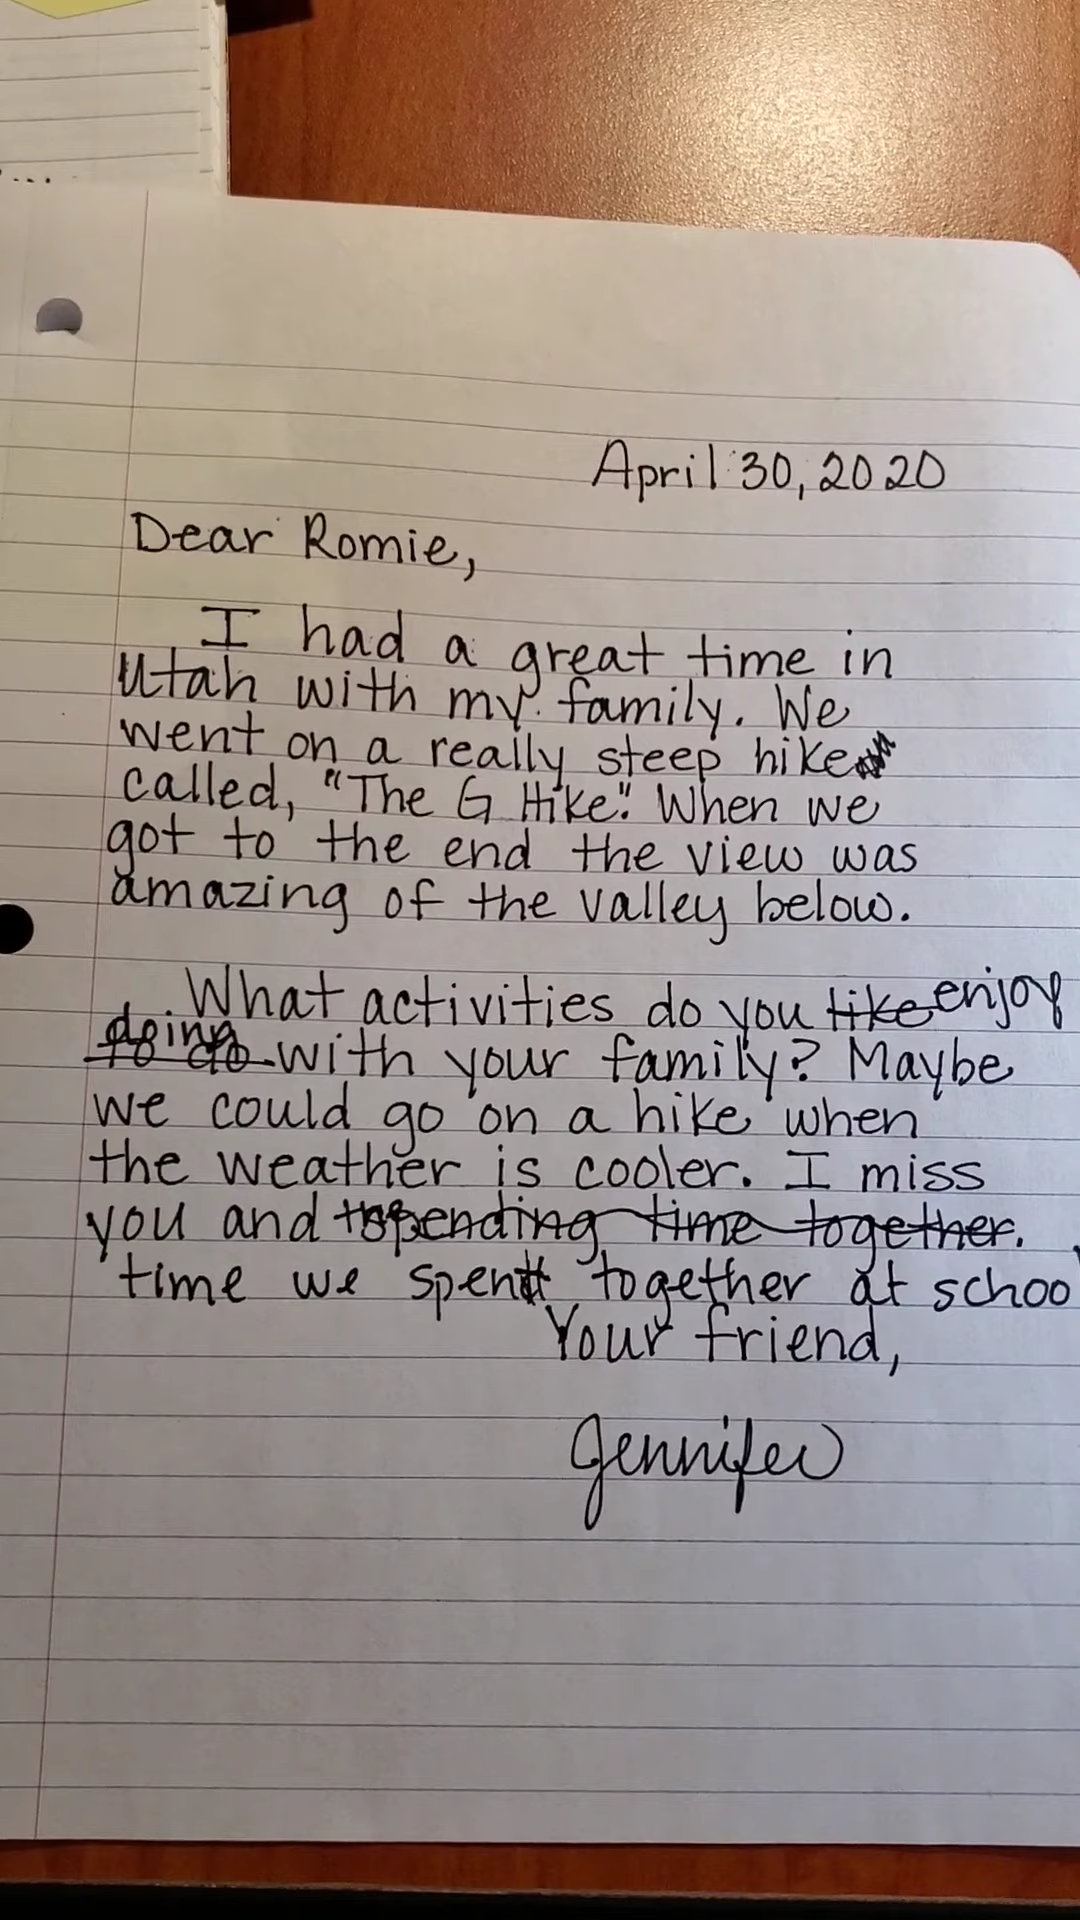 April 30, 2020
Dear Romie,
I had a great time in
Utah with my family. We
went on a really steep hike
called, "The G Hike". When we
got to the end the view was
amazing of the valley below.
What activities do you like enjoy
doing
to do with your family? Maybe
we could go on a hike when
the weather is cooler. I miss
you and spending time together.
time we spent together at school
Your friend,
Jennifer